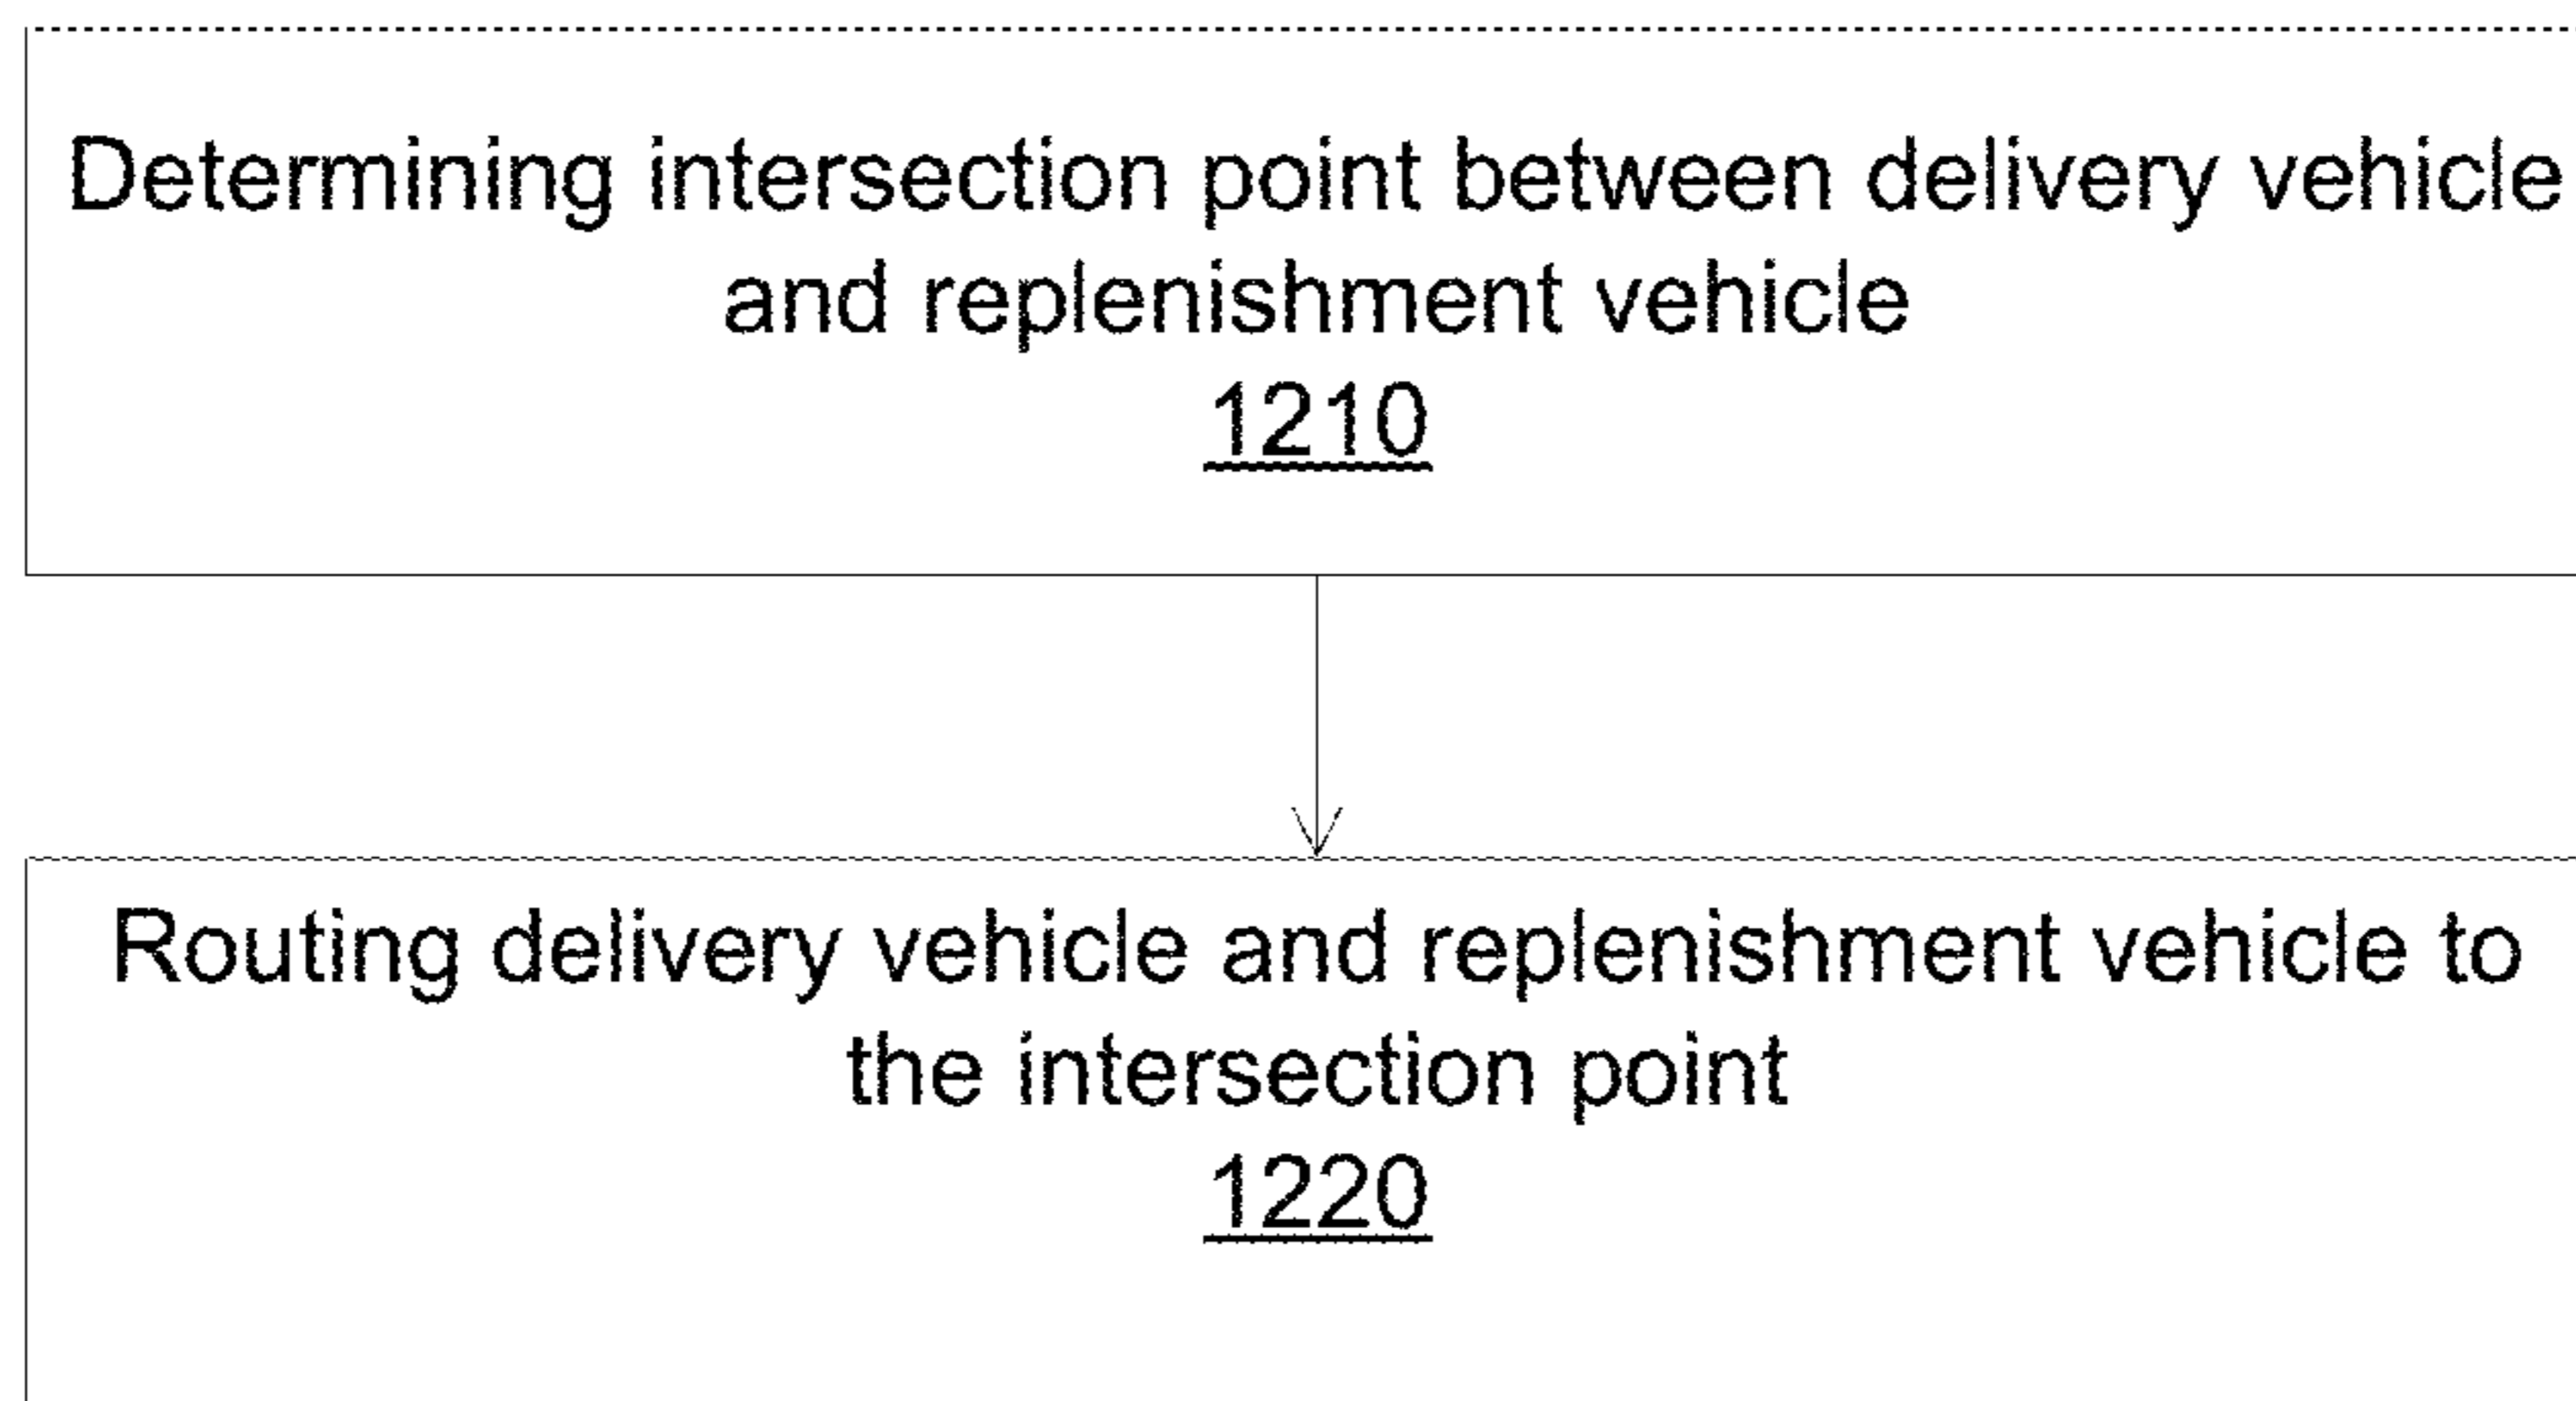 Determining intersection point between delivery vehicle
and replenishment vehicle
1210
Routing delivery vehicle and replenishment vehicle to
the intersection point
1220